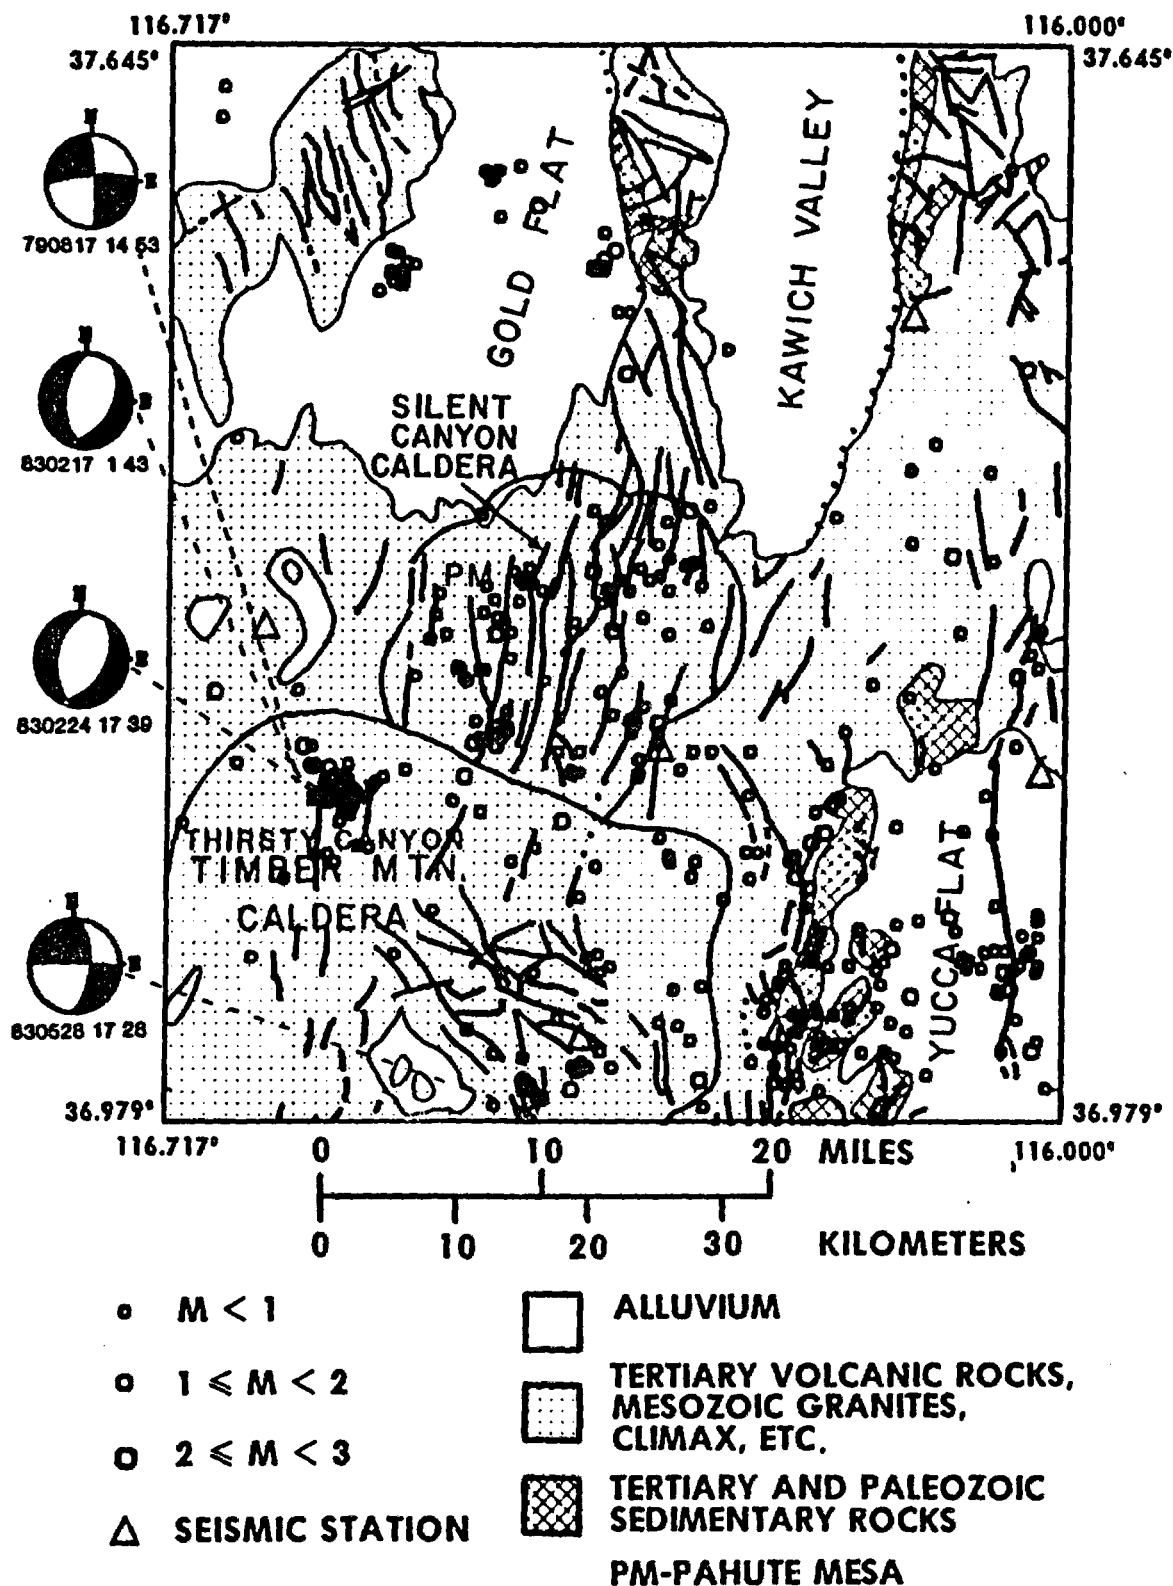 116.717°
116.000°
37.645°
37.645°
N
790817 14 53
N
830217 1 43
N
830224 17 39
N
830528 17 28
GOLD FLAT
KAWICH VALLEY
SILENT
CANYON
CALDERA
PM
THIRSTY CANYON
TIMBER MTN.
CALDERA
YUCCA FLAT
36.979°
36.979°
116.717°
116.000°
0 10 20 MILES
0 10 20 30 KILOMETERS
M < 1
1 ⩽ M < 2
2 ⩽ M < 3
SEISMIC STATION
ALLUVIUM
TERTIARY VOLCANIC ROCKS,
MESOZOIC GRANITES,
CLIMAX, ETC.
TERTIARY AND PALEOZOIC
SEDIMENTARY ROCKS
PM-PAHUTE MESA